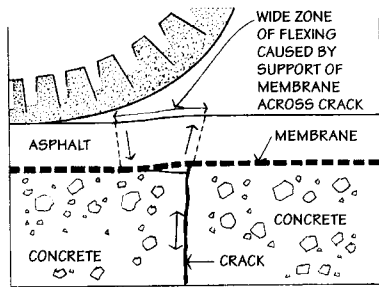 WIDE ZONE
OF FLEXING
CAUSED BY
SUPPORT OF
MEMBRANE
ACROSS CRACK
ASPHALT
MEMBRANE
CONCRETE
CONCRETE
CRACK